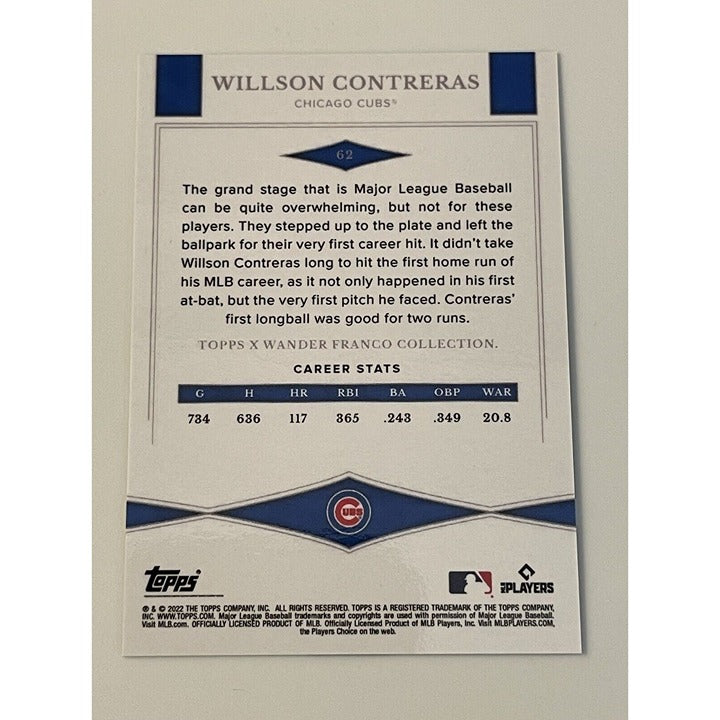 WILLSON CONTRERAS
CHICAGO CUBS®
62
The grand stage that is Major League Baseball
can be quite overwhelming, but not for these
players. They stepped up to the plate and left the
ballpark for their very first career hit. It didn't take
Willson Contreras long to hit the first home run of
his MLB career, as it not only happened in his first
at-bat, but the very first pitch he faced. Contreras'
first longball was good for two runs.
TOPPS X WANDER FRANCO COLLECTION.
CAREER STATS
G H HR RBI BA OBP WAR
734 636 117 365 .243 .349 20.8
CUBS
Topps
PLAYERS
® & © 2022 THE TOPPS COMPANY, INC. ALL RIGHTS RESERVED. TOPPS IS A REGISTERED TRADEMARK OF THE TOPPS COMPANY,
INC. WWW.TOPPS.COM. Major League Baseball trademarks and copyrights are used with permission of Major League Baseball.
Visit MLB.com. OFFICIALLY LICENSED PRODUCT OF MLB. Officially Licensed Product of MLB Players, Inc. Visit MLBPLAYERS.COM,
the Players Choice on the web.